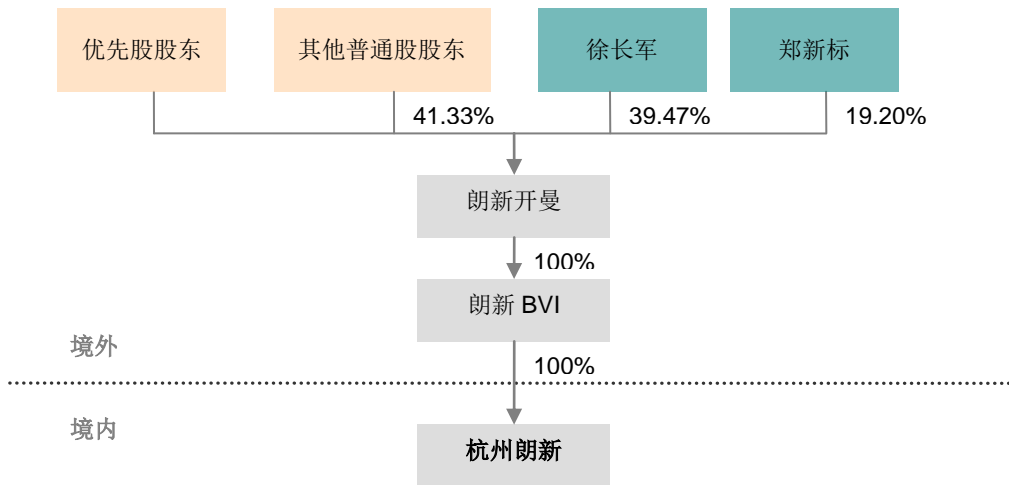 优先股股东
其他普通股股东
徐长军
郑新标
41.33%
39.47%
19.20%
朗新开曼
100%
朗新 BVI
境外
100%
境内
杭州朗新